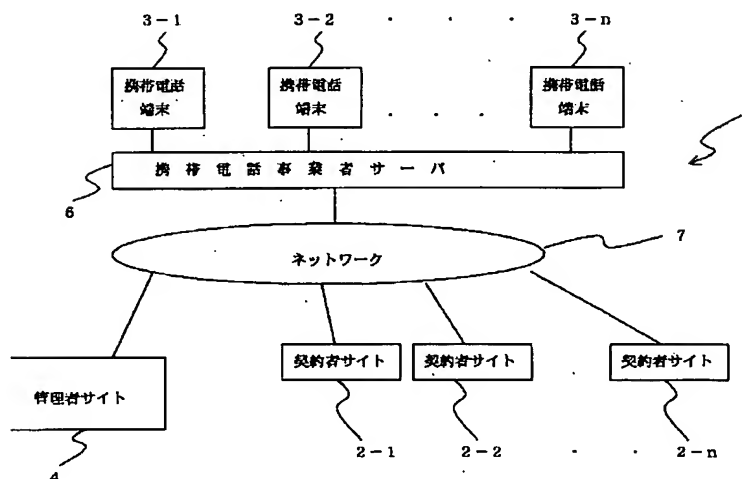 3-1 3-2 3-n
携帯電話 携帯電話 携帯電話
端末 端末 端末
携帯電話事業者サーバ
6
7
ネットワーク
契約者サイト 契約者サイト 契約者サイト
管理者サイト
2-1 2-2 2-n
4